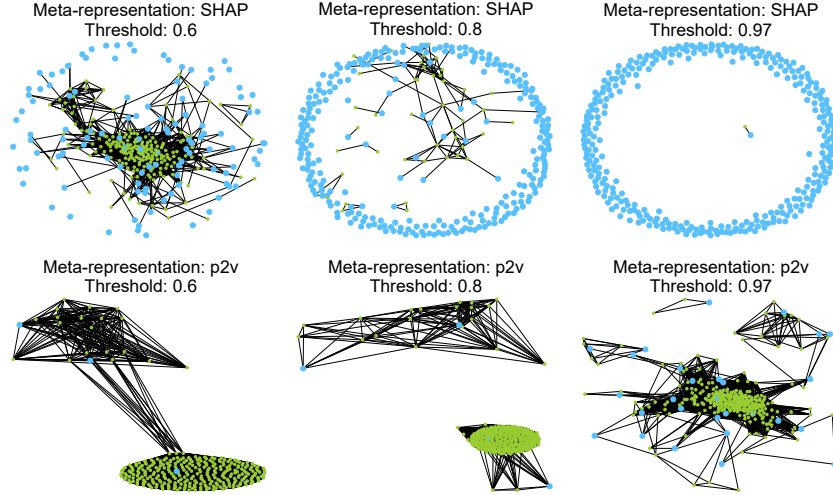 Meta-representation: SHAP
Threshold: 0.6
Meta-representation: SHAP
Threshold: 0.8
Meta-representation: SHAP
Threshold: 0.97
Meta-representation: p2v
Threshold: 0.6
Meta-representation: p2v
Threshold: 0.8
Meta-representation: p2v
Threshold: 0.97